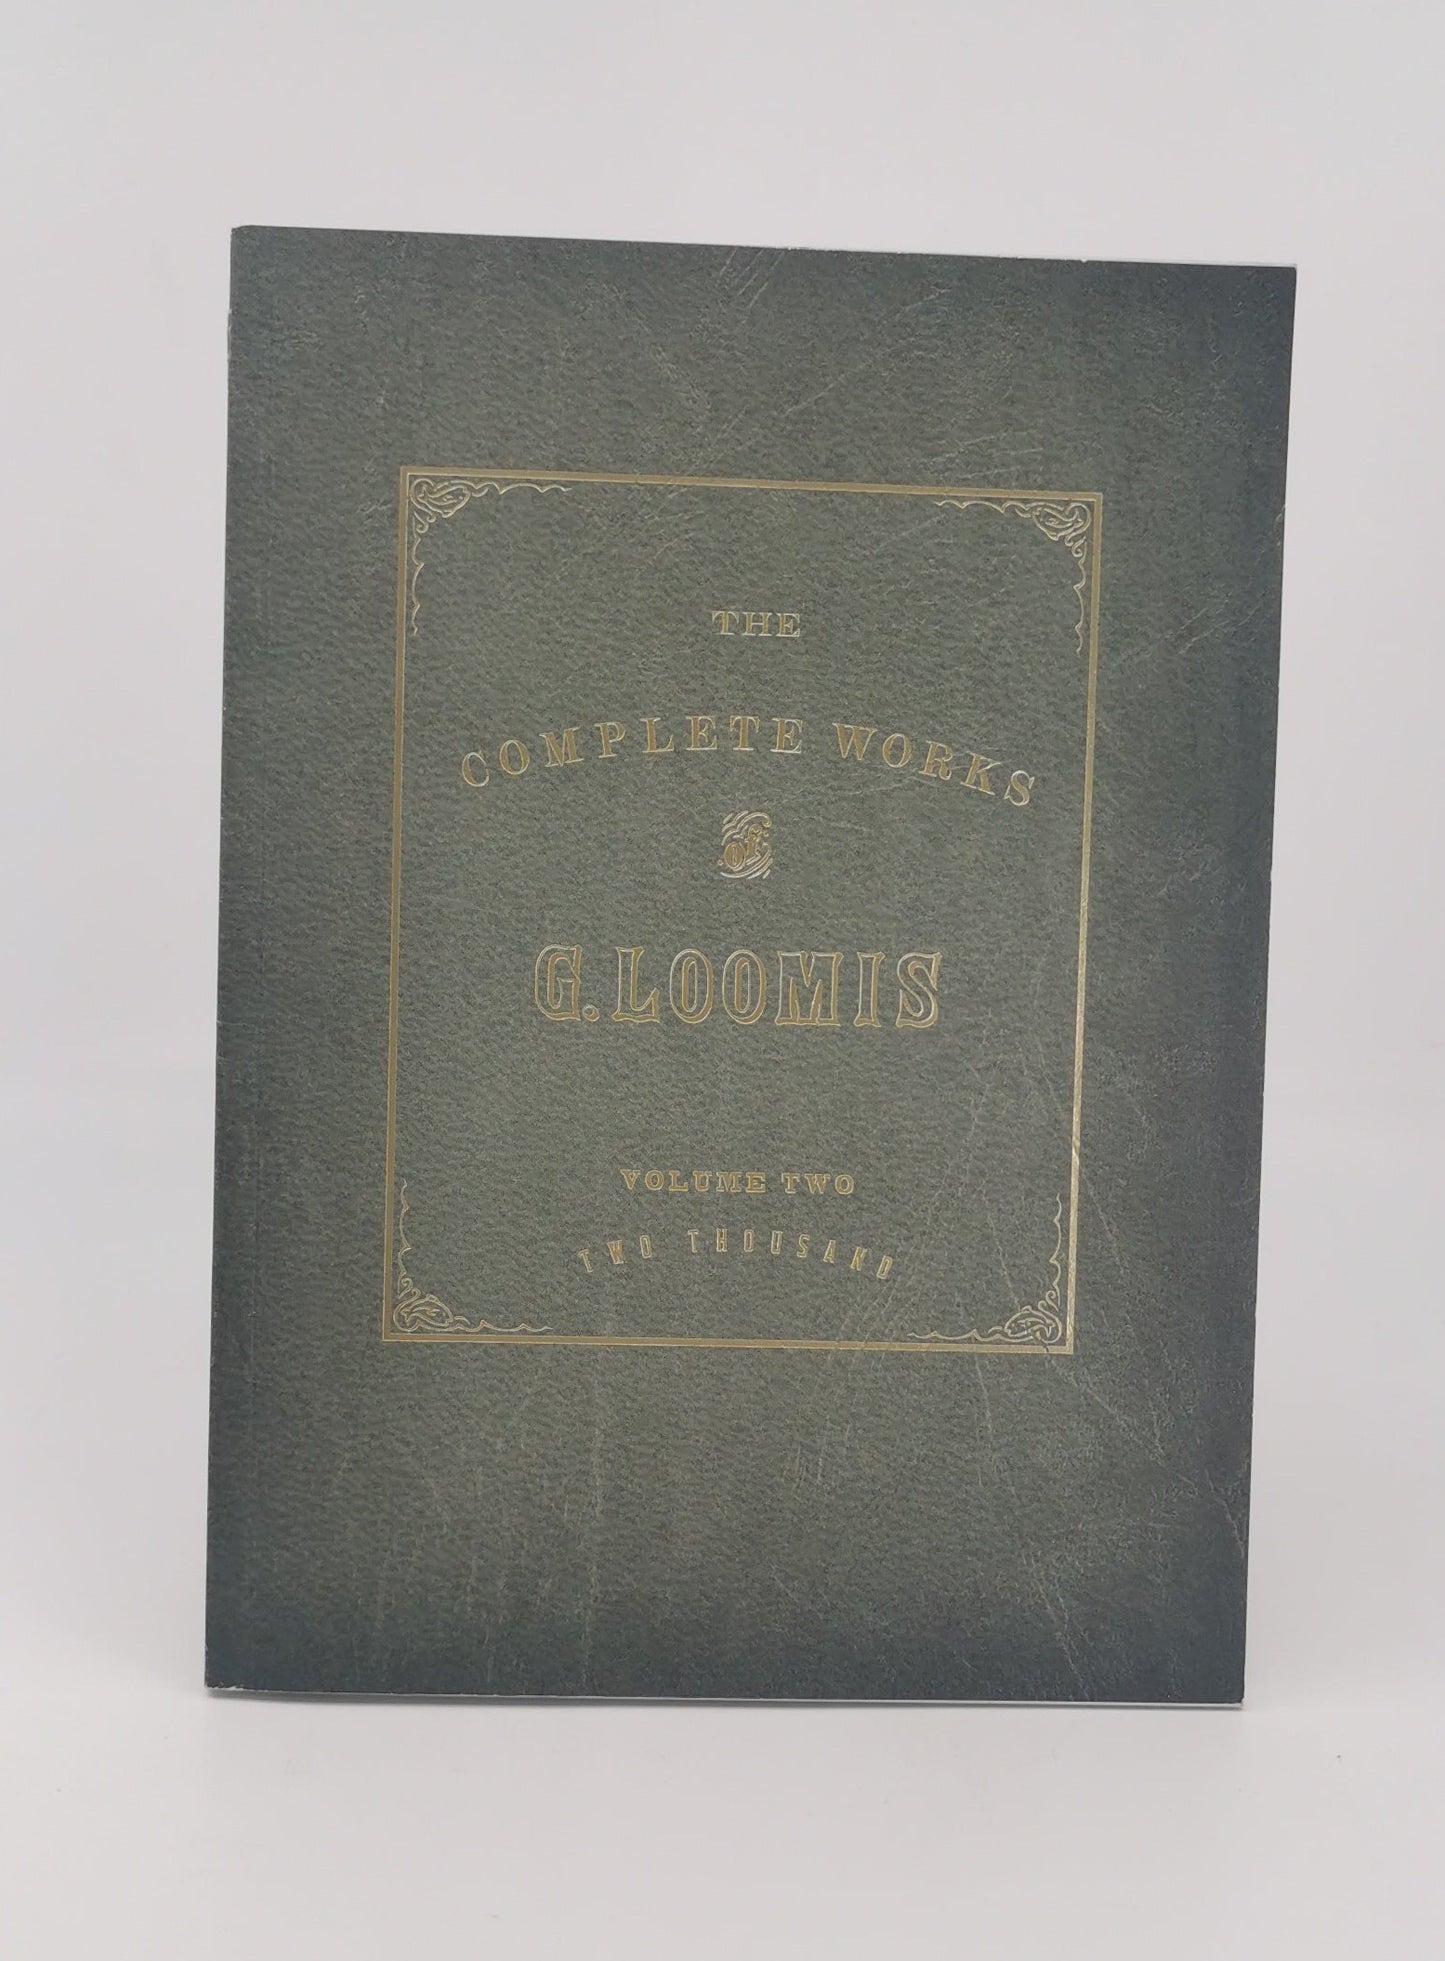 THE
COMPLETE WORKS
of
G. LOOMIS
VOLUME TWO
TWO THOUSAND